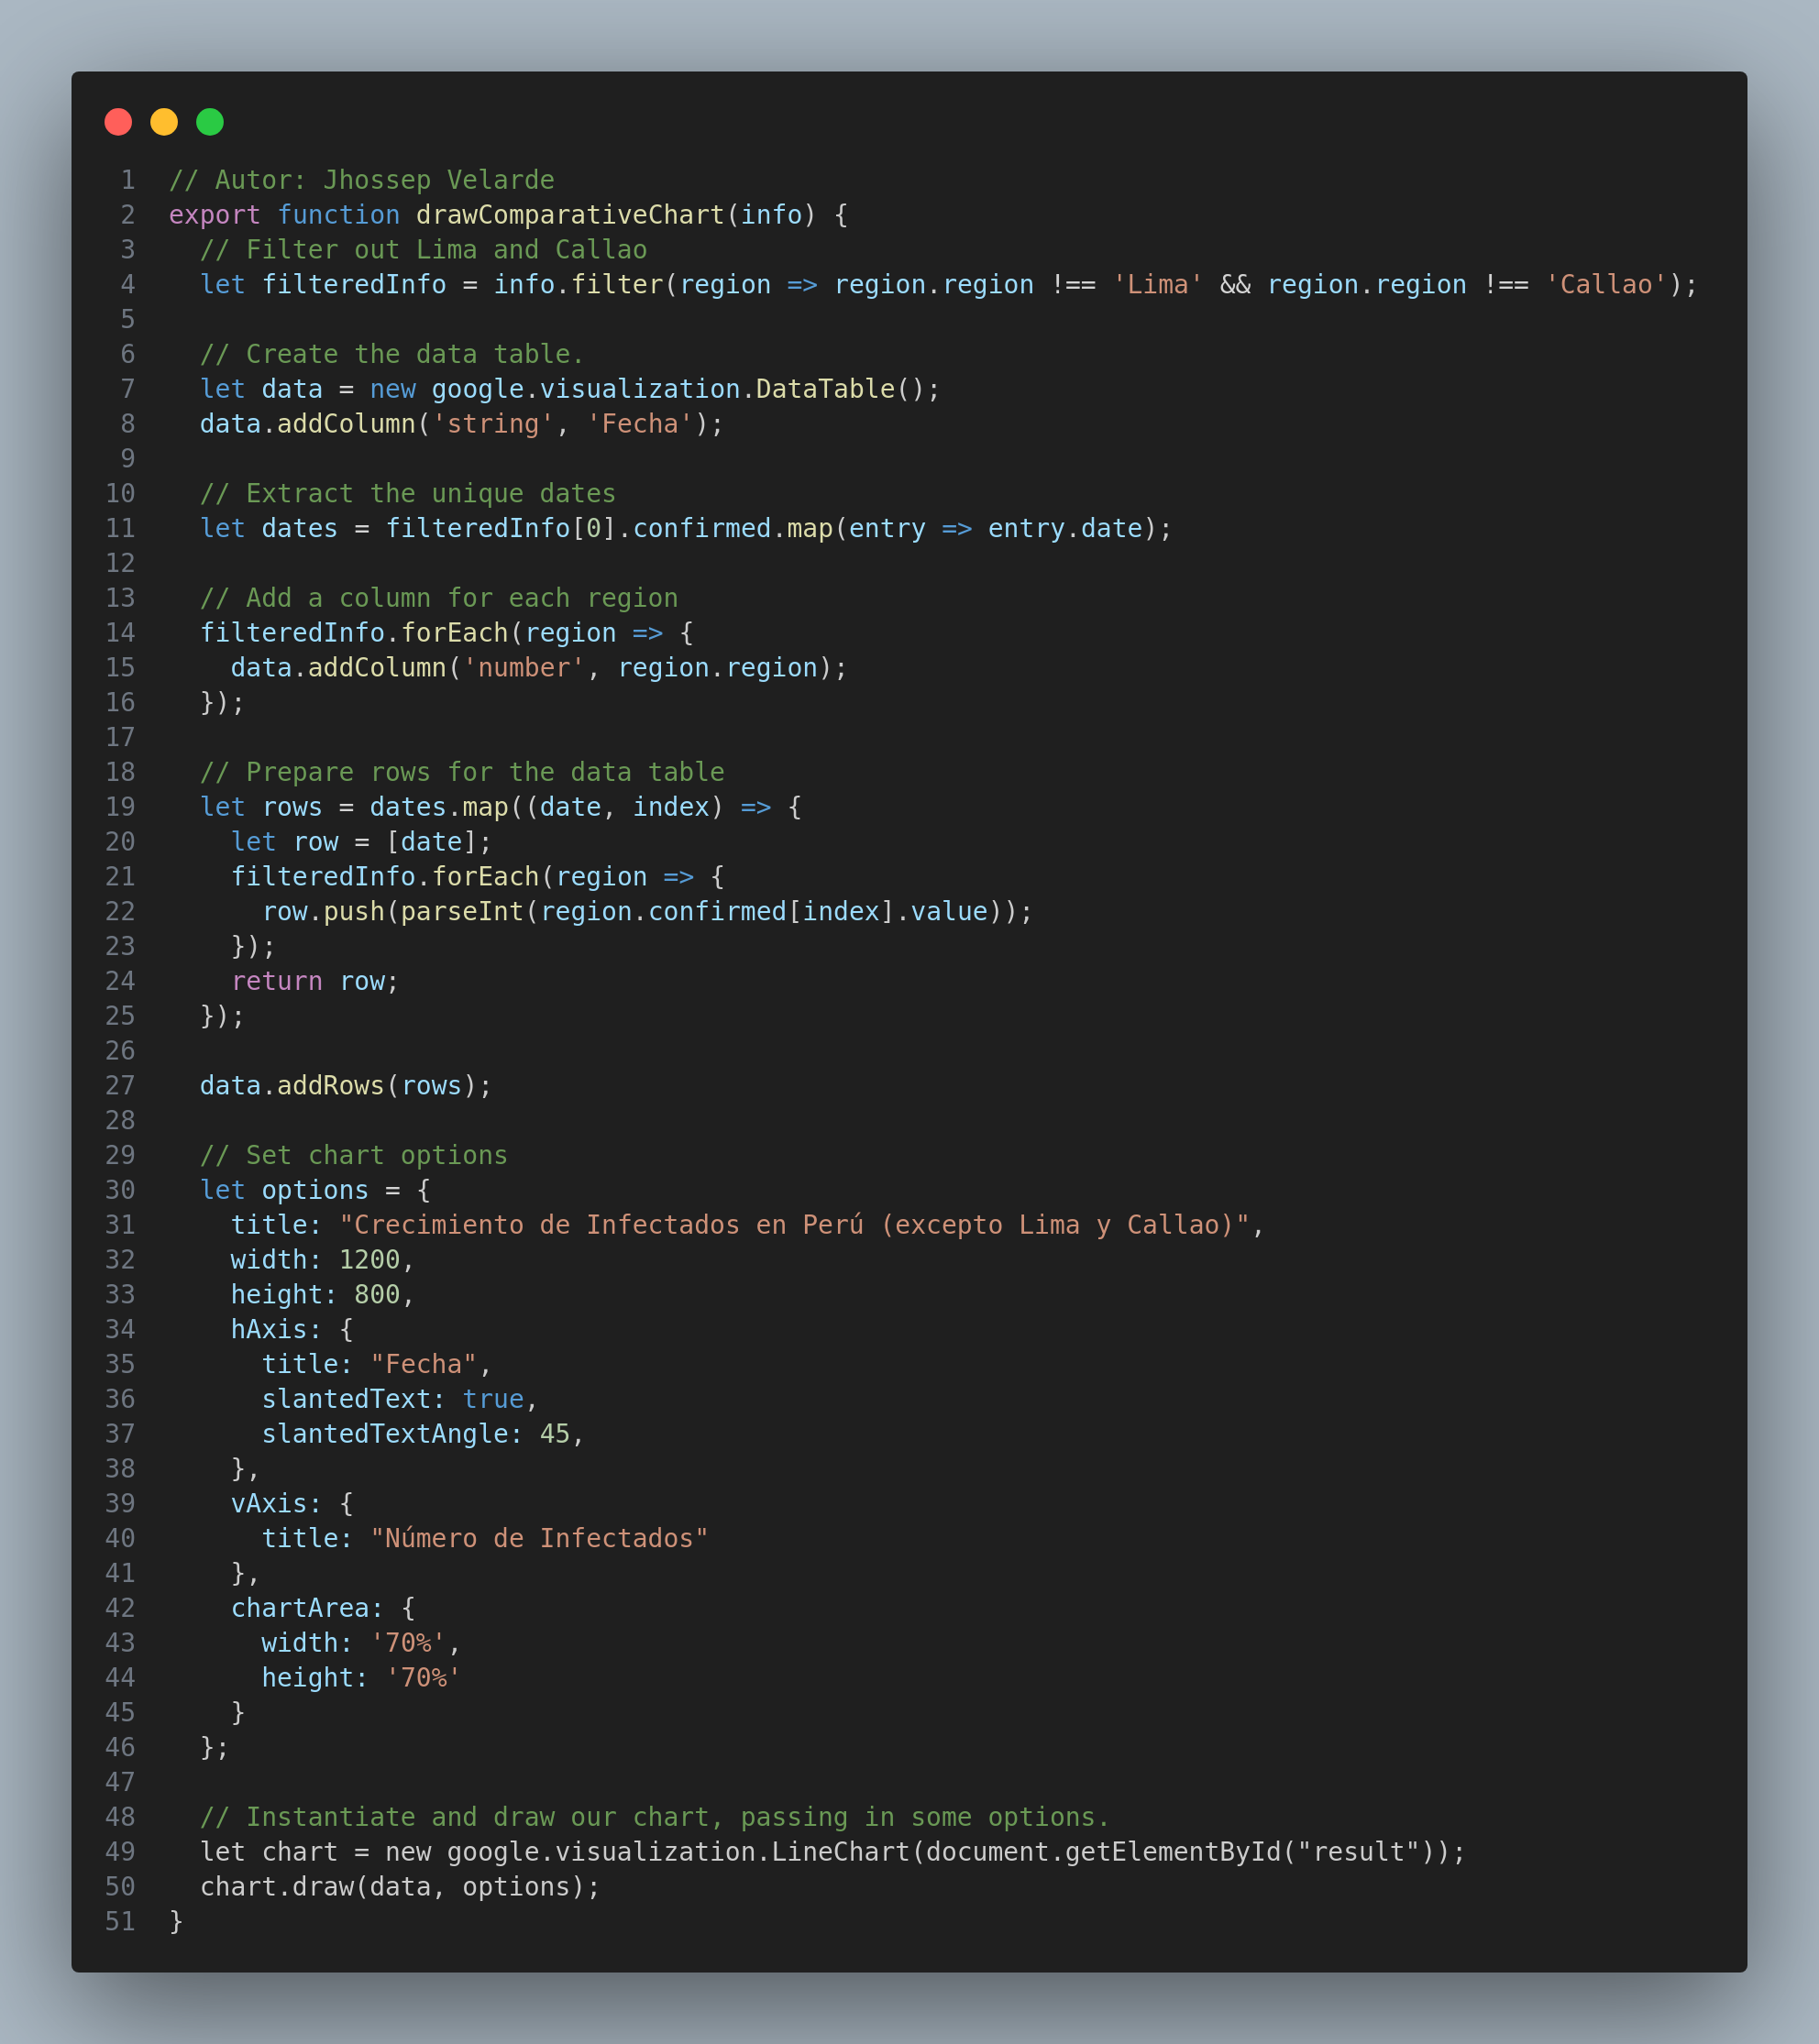 1 // Autor: Jhossep Velarde
2 export function drawComparativeChart(info) {
3   // Filter out Lima and Callao
4   let filteredInfo = info.filter(region => region.region !== 'Lima' && region.region !== 'Callao');
5
6   // Create the data table.
7   let data = new google.visualization.DataTable();
8   data.addColumn('string', 'Fecha');
9
10   // Extract the unique dates
11   let dates = filteredInfo[0].confirmed.map(entry => entry.date);
12
13   // Add a column for each region
14   filteredInfo.forEach(region => {
15     data.addColumn('number', region.region);
16   });
17
18   // Prepare rows for the data table
19   let rows = dates.map((date, index) => {
20     let row = [date];
21     filteredInfo.forEach(region => {
22       row.push(parseInt(region.confirmed[index].value));
23     });
24     return row;
25   });
26
27   data.addRows(rows);
28
29   // Set chart options
30   let options = {
31     title: "Crecimiento de Infectados en Perú (excepto Lima y Callao)",
32     width: 1200,
33     height: 800,
34     hAxis: {
35       title: "Fecha",
36       slantedText: true,
37       slantedTextAngle: 45,
38     },
39     vAxis: {
40       title: "Número de Infectados"
41     },
42     chartArea: {
43       width: '70%',
44       height: '70%'
45     }
46   };
47
48   // Instantiate and draw our chart, passing in some options.
49   let chart = new google.visualization.LineChart(document.getElementById("result"));
50   chart.draw(data, options);
51 }